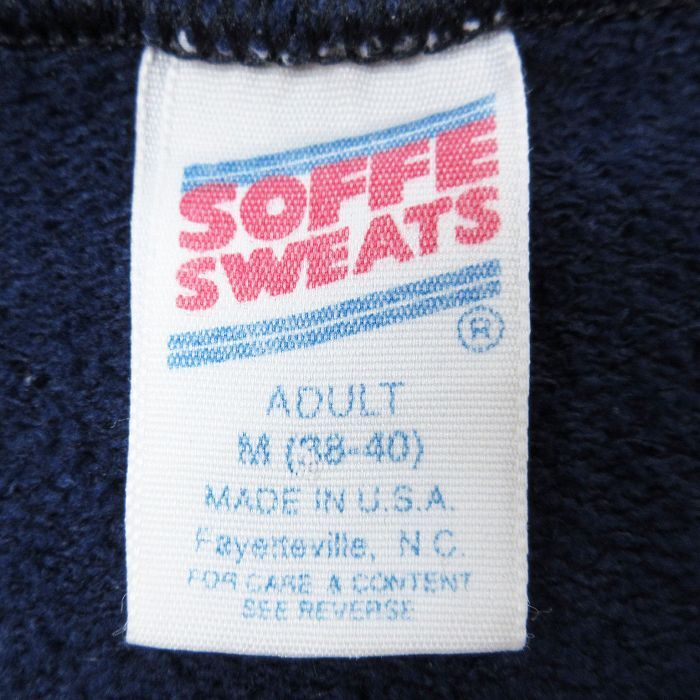 SOFFE
SWEATS
®
ADULT
M (38-40)
MADE IN U.S.A.
Fayetteville, N C.
FOR CARE & CONTENT
SEE REVERSE